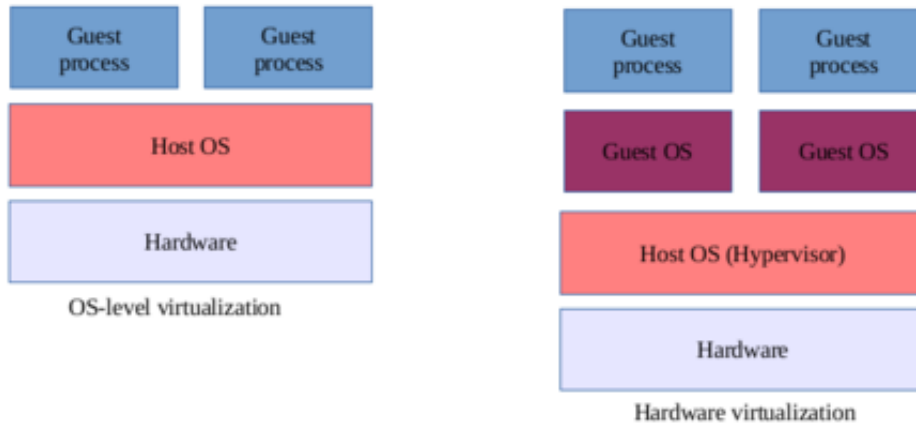 Guest
process
Guest
process
Host OS
Hardware
OS-level virtualization
Guest
process
Guest
process
Guest OS
Guest OS
Host OS (Hypervisor)
Hardware
Hardware virtualization